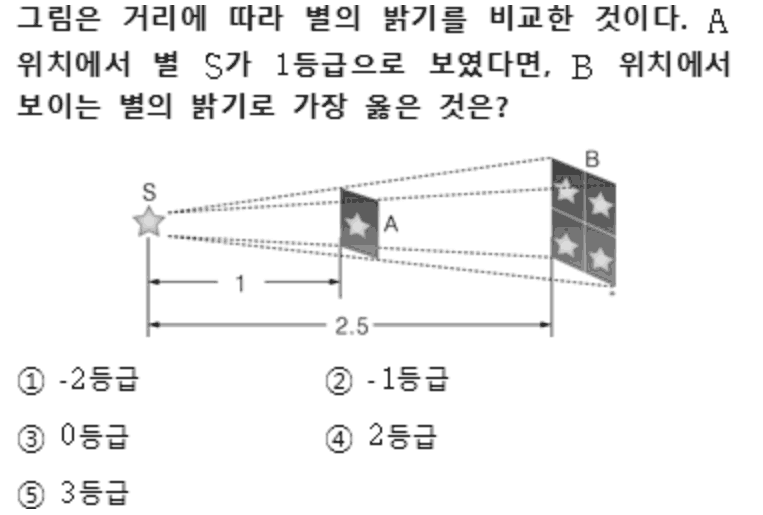 그림은 거리에 따라 별의 밝기를 비교한 것이다. A
위치에서 별 S가 1등급으로 보였다면, B 위치에서
보이는 별의 밝기로 가장 옳은 것은?
S
B
A
1
2.5
① -2등급
② -1등급
③ 0등급
④ 2등급
⑤ 3등급